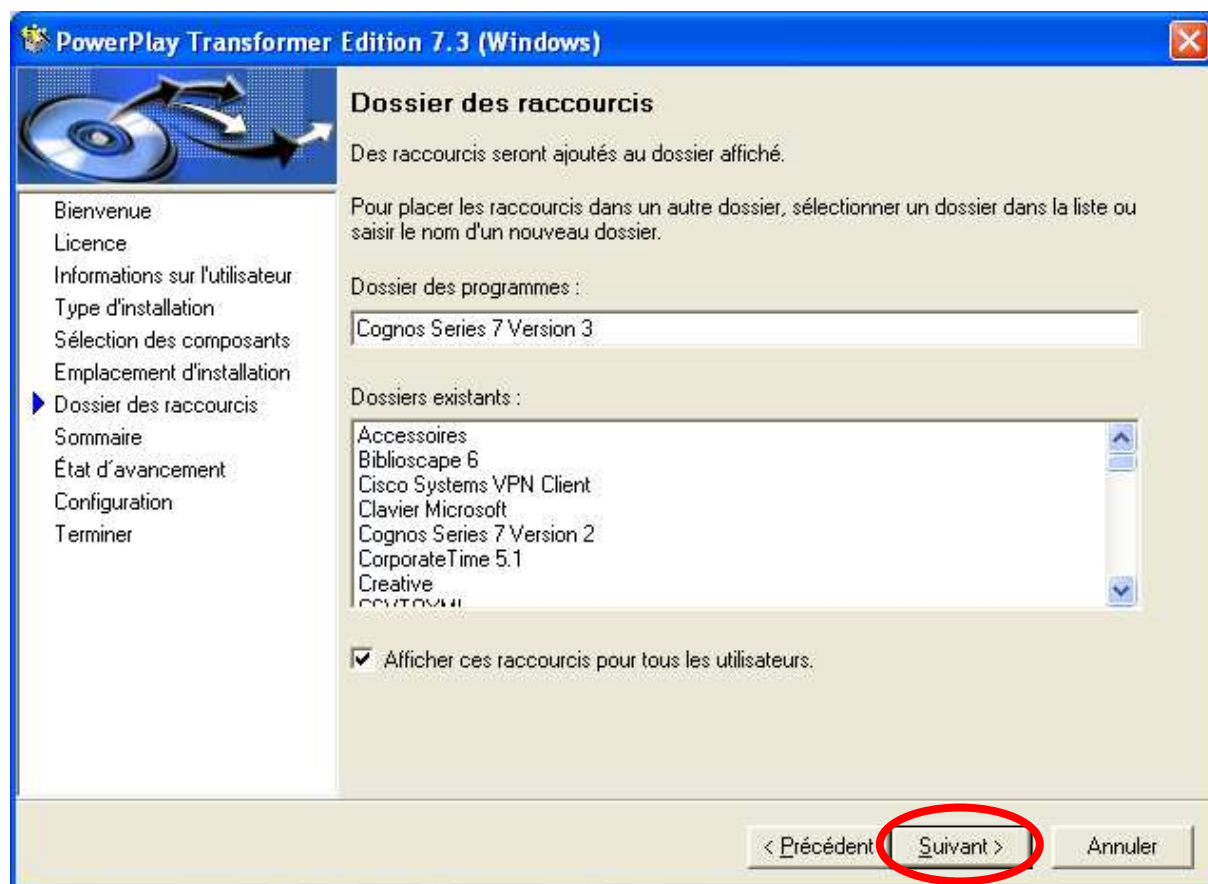 PowerPlay Transformer Edition 7.3 (Windows)
Dossier des raccourcis
Des raccourcis seront ajoutés au dossier affiché.
Pour placer les raccourcis dans un autre dossier, sélectionner un dossier dans la liste ou
saisir le nom d'un nouveau dossier.
Bienvenue
Licence
Informations sur l'utilisateur
Type d'installation
Sélection des composants
Emplacement d'installation
Dossier des raccourcis
Sommaire
État d´avancement
Configuration
Terminer
Dossier des programmes :
Cognos Series 7 Version 3
Dossiers existants :
Accessoires
Biblioscape 6
Cisco Systems VPN Client
Clavier Microsoft
Cognos Series 7 Version 2
CorporateTime 5.1
Creative
Afficher ces raccourcis pour tous les utilisateurs.
< Précédent
Suivant >
Annuler